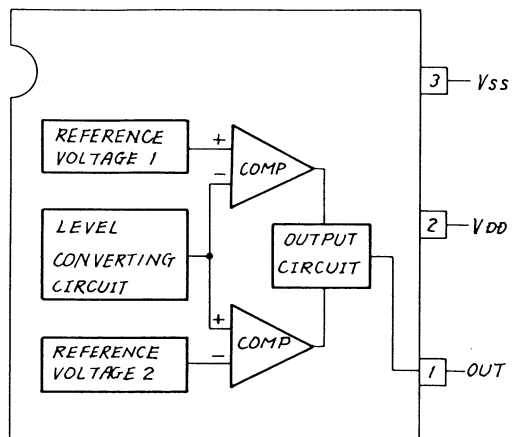 3 VSS
REFERENCE
VOLTAGE 1
+
COMP
−
LEVEL
CONVERTING
CIRCUIT
OUTPUT
CIRCUIT
2 VDD
+
COMP
−
REFERENCE
VOLTAGE 2
1 OUT